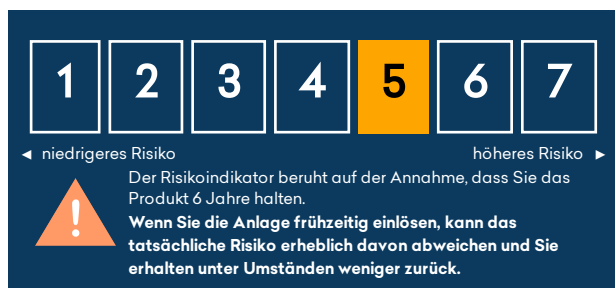 1 2 3 4 5 6 7
◄ niedrigeres Risiko höheres Risiko ►
Der Risikoindikator beruht auf der Annahme, dass Sie das
Produkt 6 Jahre halten.
Wenn Sie die Anlage frühzeitig einlösen, kann das
tatsächliche Risiko erheblich davon abweichen und Sie
erhalten unter Umständen weniger zurück.